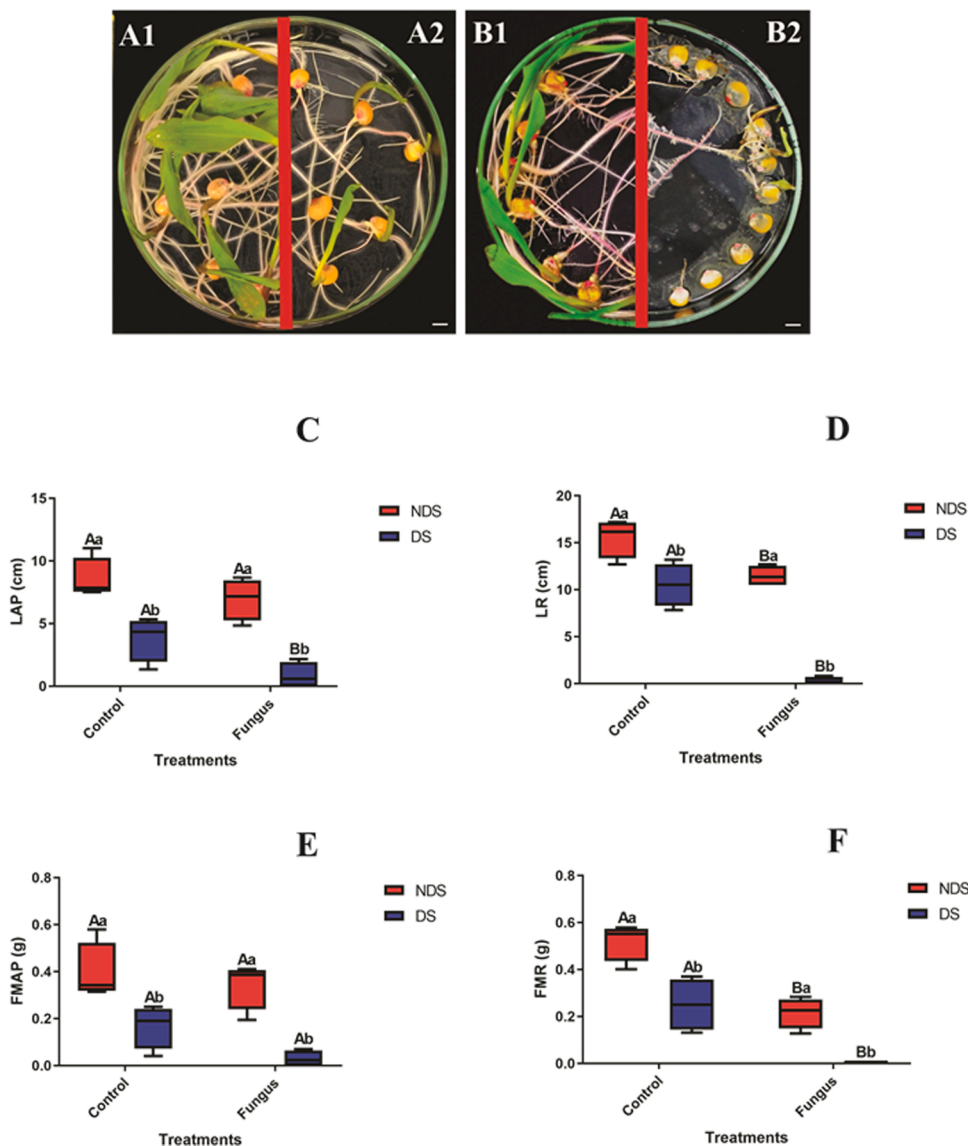 A1 A2 B1 B2
C
D
LAP (cm)
15
10
5
0
Aa
Ab
Aa
Bb
NDS
DS
Control
Fungus
Treatments
LR (cm)
20
15
10
5
0
Aa
Ab
Ba
Bb
NDS
DS
Control
Fungus
Treatments
E
F
FMAP (g)
0.8
0.6
0.4
0.2
0.0
Aa
Ab
Aa
Ab
NDS
DS
Control
Fungus
Treatments
FMR (g)
0.8
0.6
0.4
0.2
0.0
Aa
Ab
Ba
Bb
NDS
DS
Control
Fungus
Treatments